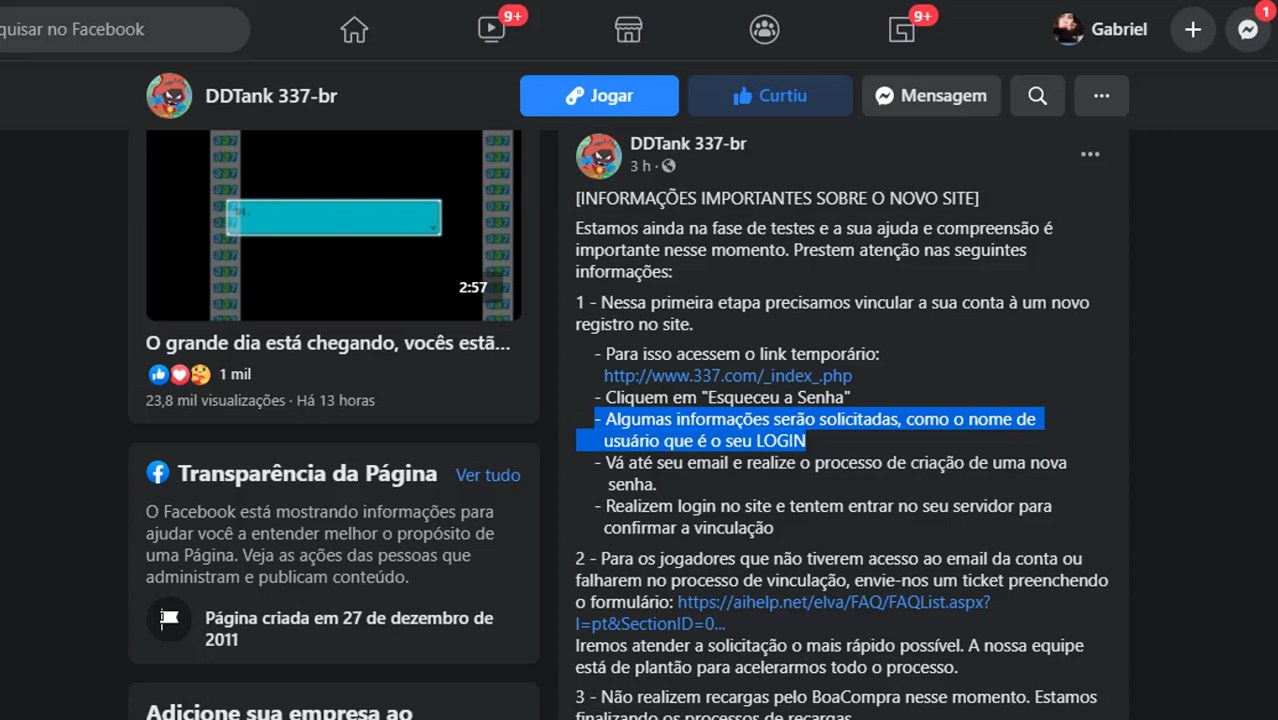 quisar no Facebook
9+
9+
Gabriel
1
DDTank 337-br
Jogar
Curtiu
Mensagem
2:57
O grande dia está chegando, vocês estã...
1 mil
23,8 mil visualizações · Há 13 horas
Transparência da Página
Ver tudo
O Facebook está mostrando informações para
ajudar você a entender melhor o propósito de
uma Página. Veja as ações das pessoas que
administram e publicam conteúdo.
Página criada em 27 de dezembro de
2011
Adicione sua empresa ao
DDTank 337-br
3 h ·
[INFORMAÇÕES IMPORTANTES SOBRE O NOVO SITE]
Estamos ainda na fase de testes e a sua ajuda e compreensão é
importante nesse momento. Prestem atenção nas seguintes
informações:
1 - Nessa primeira etapa precisamos vincular a sua conta à um novo
registro no site.
- Para isso acessem o link temporário:
http://www.337.com/_index_.php
- Cliquem em "Esqueceu a Senha"
- Algumas informações serão solicitadas, como o nome de
usuário que é o seu LOGIN
- Vá até seu email e realize o processo de criação de uma nova
senha.
- Realizem login no site e tentem entrar no seu servidor para
confirmar a vinculação
2 - Para os jogadores que não tiverem acesso ao email da conta ou
falharem no processo de vinculação, envie-nos um ticket preenchendo
o formulário: https://aihelp.net/elva/FAQ/FAQList.aspx?
l=pt&SectionID=0...
Iremos atender a solicitação o mais rápido possível. A nossa equipe
está de plantão para acelerarmos todo o processo.
3 - Não realizem recargas pelo BoaCompra nesse momento. Estamos
finalizando os processos de recargas